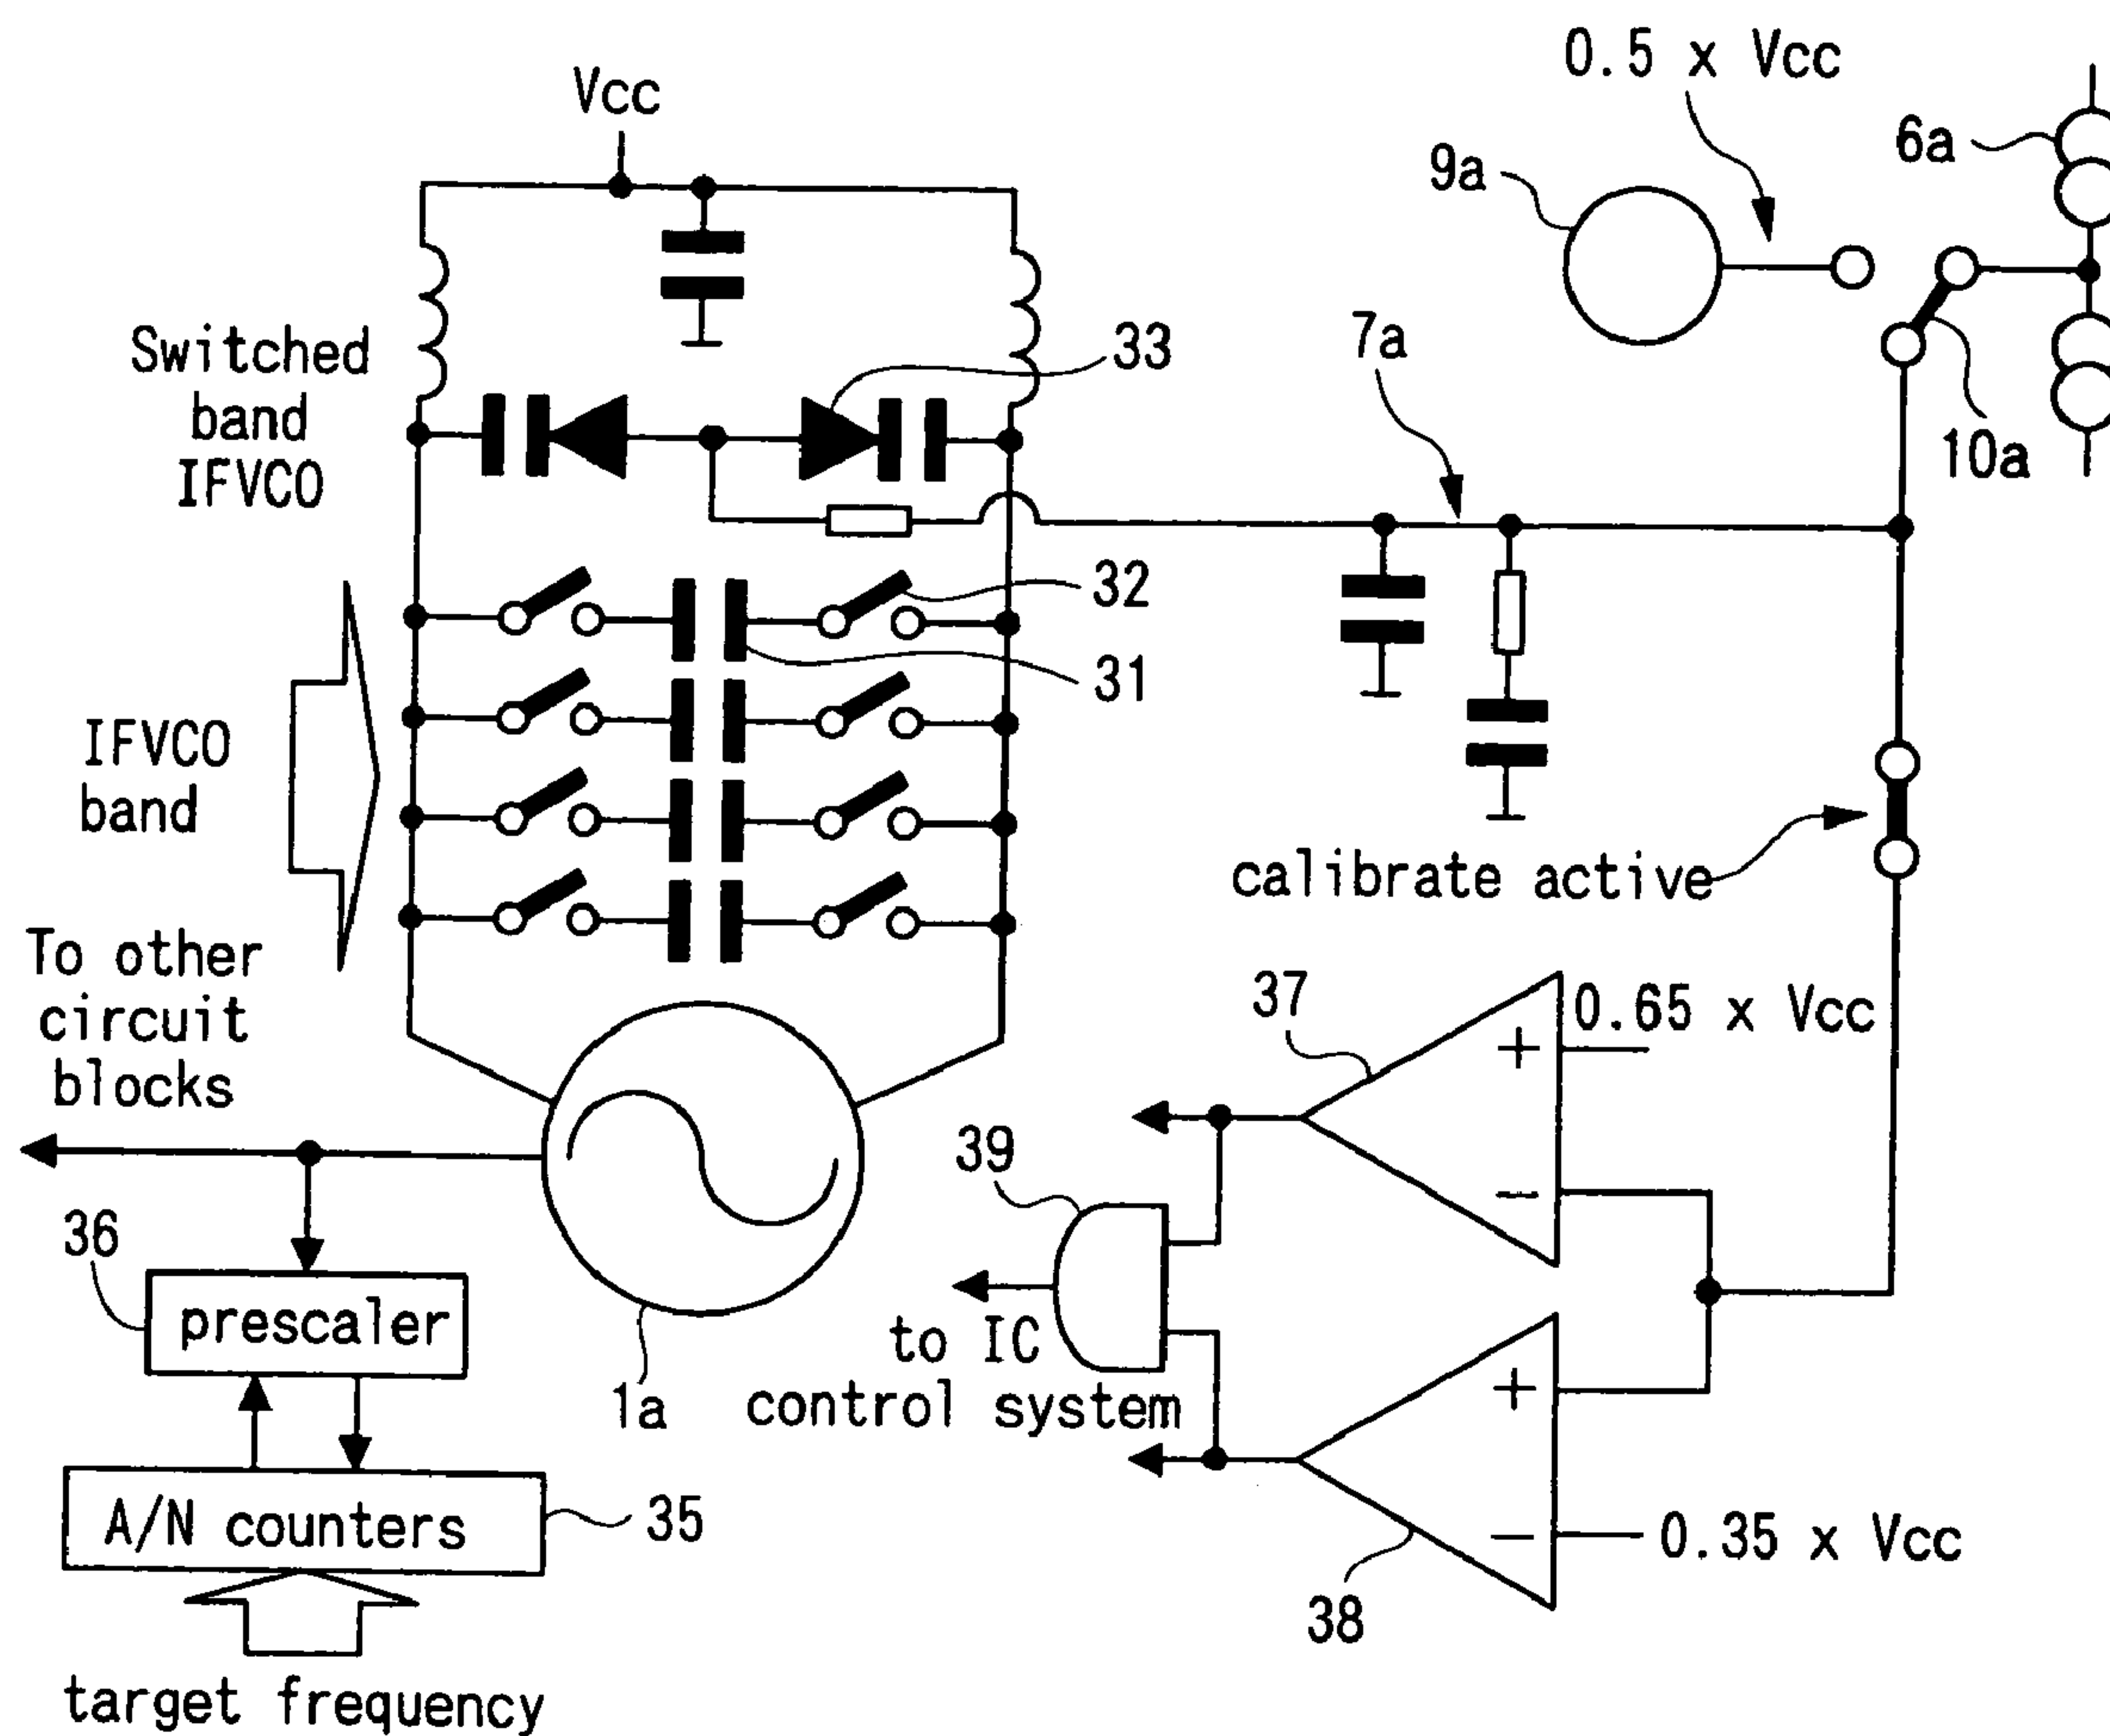 0.5 x Vcc
Vcc
6a
9a
Switched
band
IFVCO
33
7a
10a
32
31
IFVCO
band
calibrate active
To other
circuit
blocks
37
0.65 x Vcc
+
−
39
36
prescaler
to IC
control system
1a
+
−
A/N counters
35
0.35 x Vcc
38
target frequency